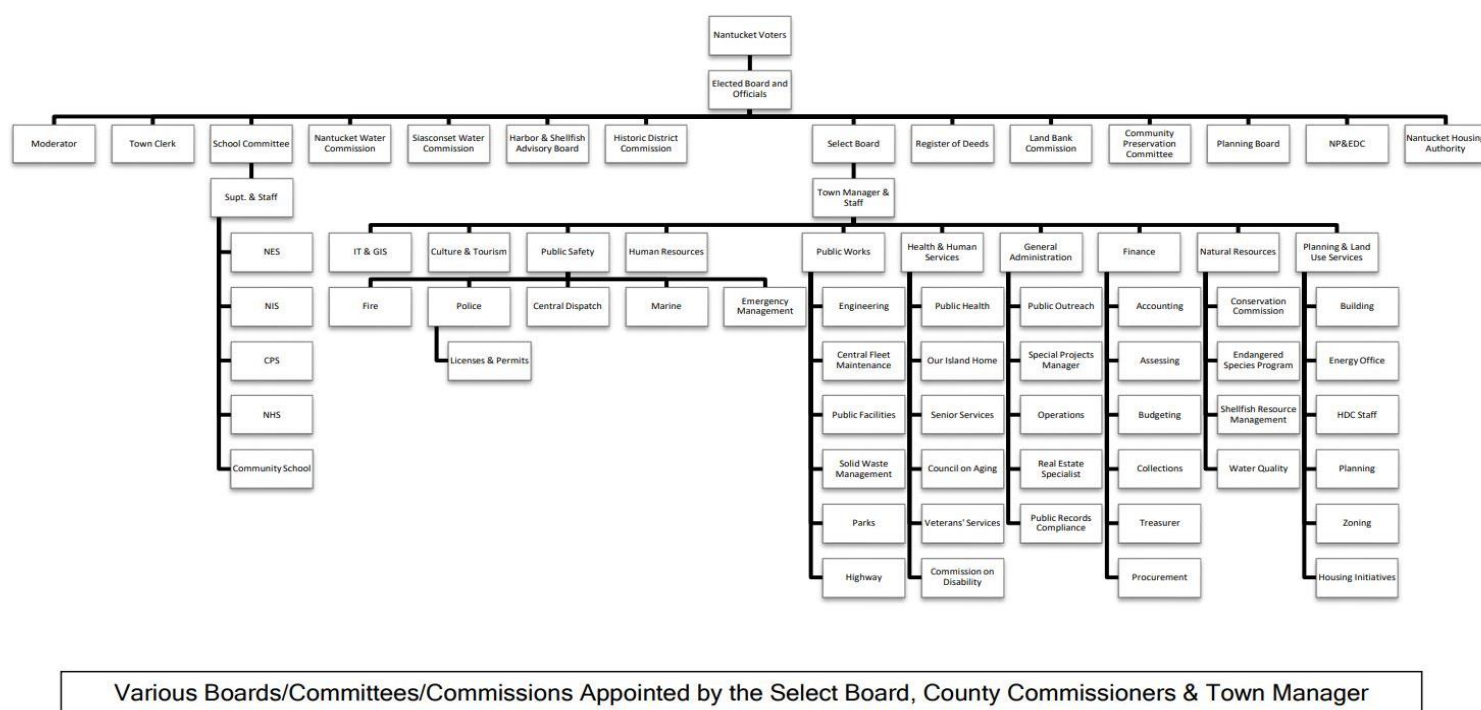 Nantucket Voters
Elected Board and
Officials
Moderator
Town Clerk
School Committee
Nantucket Water
Commission
Siasconset Water
Commission
Harbor & Shellfish
Advisory Board
Historic District
Commission
Select Board
Register of Deeds
Land Bank
Commission
Community
Preservation
Committee
Planning Board
NP&EDC
Nantucket Housing
Authority
Supt. & Staff
Town Manager &
Staff
NES
NIS
CPS
NHS
Community School
IT & GIS
Culture & Tourism
Public Safety
Human Resources
Public Works
Health & Human
Services
General
Administration
Finance
Natural Resources
Planning & Land
Use Services
Fire
Police
Central Dispatch
Marine
Emergency
Management
Licenses & Permits
Engineering
Central Fleet
Maintenance
Public Facilities
Solid Waste
Management
Parks
Highway
Public Health
Our Island Home
Senior Services
Council on Aging
Veterans' Services
Commission on
Disability
Public Outreach
Special Projects
Manager
Operations
Real Estate
Specialist
Public Records
Compliance
Accounting
Assessing
Budgeting
Collections
Treasurer
Procurement
Conservation
Commission
Endangered
Species Program
Shellfish Resource
Management
Water Quality
Building
Energy Office
HDC Staff
Planning
Zoning
Housing Initiatives
Various Boards/Committees/Commissions Appointed by the Select Board, County Commissioners & Town Manager